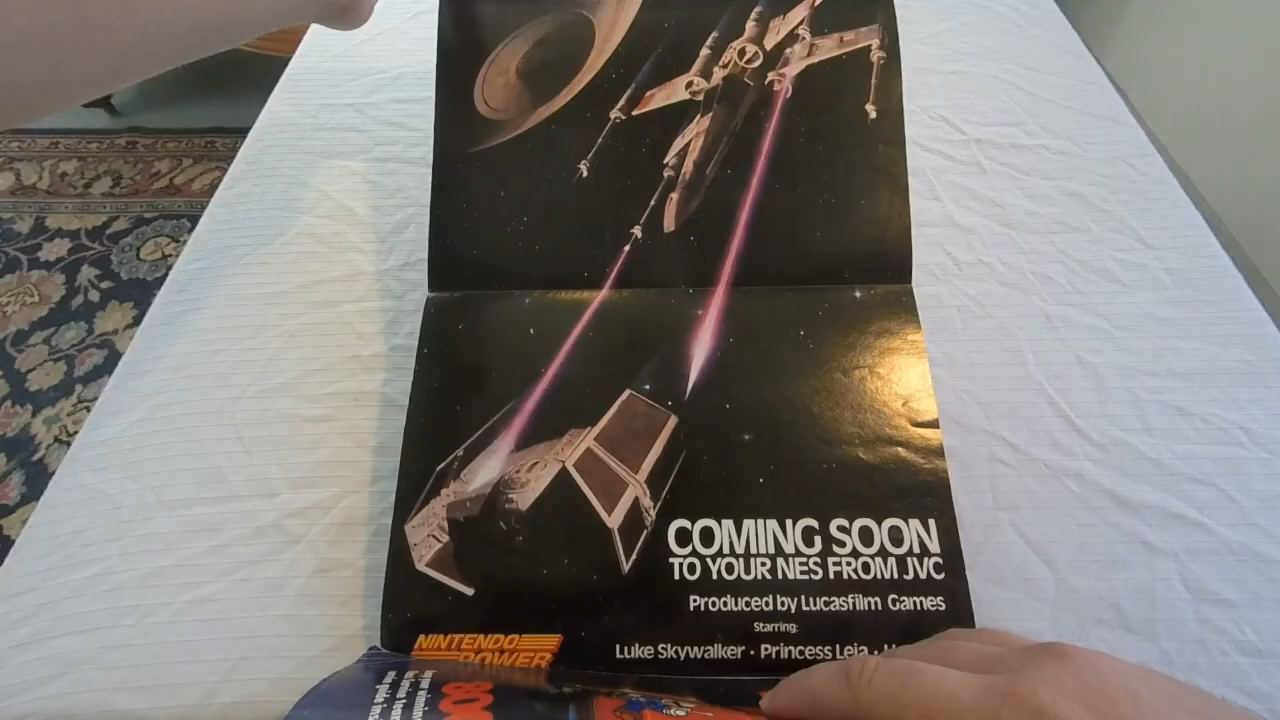 COMING SOON
TO YOUR NES FROM JVC
Produced by Lucasfilm Games
Starring:
Luke Skywalker · Princess Leia ·
NINTENDO
POWER